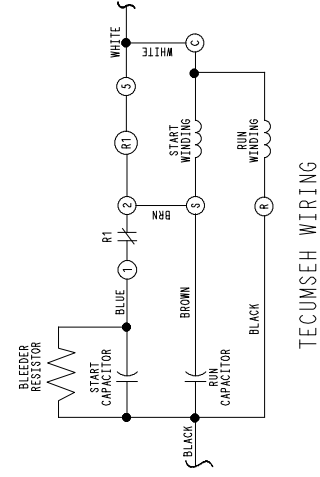 WHITE
WHITE
C
5
R1
START
WINDING
RUN
WINDING
2
BRN
S
R
R1
1
BLUE
BROWN
BLACK
BLEEDER
RESISTOR
START
CAPACITOR
RUN
CAPACITOR
BLACK
TECUMSEH WIRING